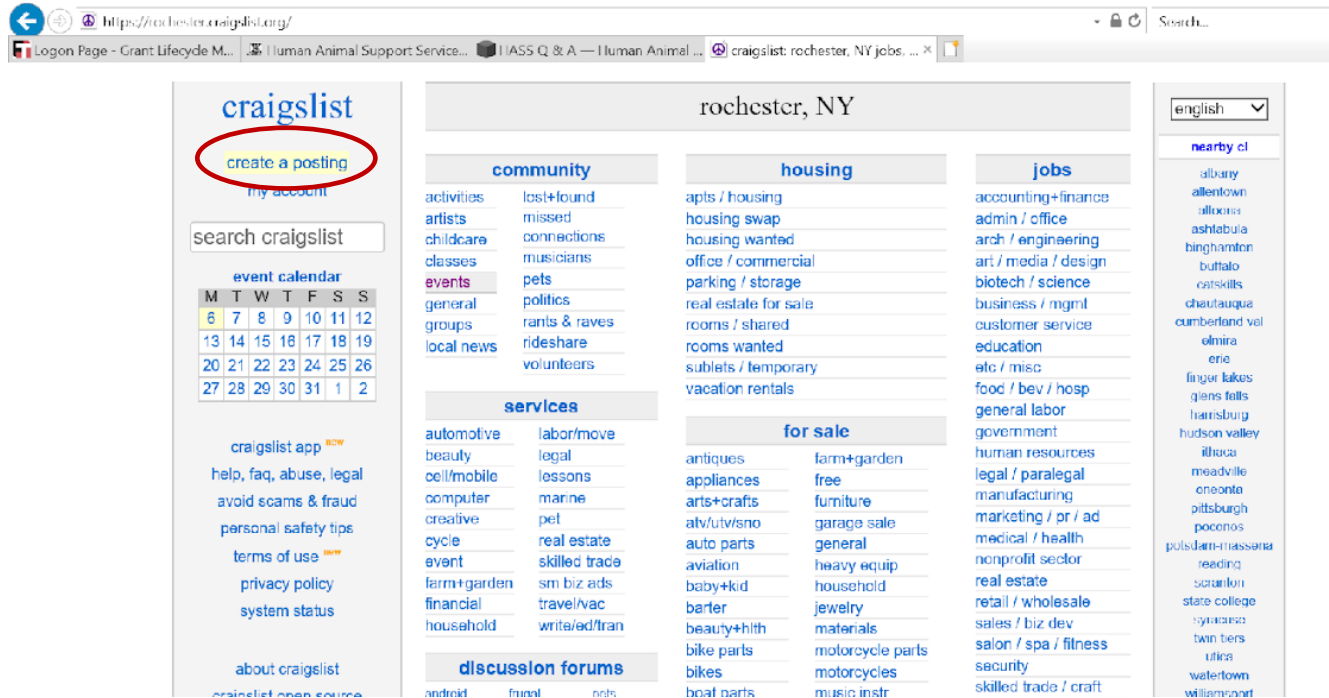 https://rochester.craigslist.org/
Search...
Logon Page - Grant Lifecycle M...
Human Animal Support Service...
HASS Q & A — Human Animal ...
craigslist: rochester, NY jobs, ...
craigslist
create a posting
my account
search craigslist
event calendar
M T W T F S S
6 7 8 9 10 11 12
13 14 15 16 17 18 19
20 21 22 23 24 25 26
27 28 29 30 31 1 2
craigslist app new
help, faq, abuse, legal
avoid scams & fraud
personal safety tips
terms of use new
privacy policy
system status
about craigslist
craigslist open source
rochester, NY
community
activities
artists
childcare
classes
events
general
groups
local news
lost+found
missed
connections
musicians
pets
politics
rants & raves
rideshare
volunteers
services
automotive
beauty
cell/mobile
computer
creative
cycle
event
farm+garden
financial
household
labor/move
legal
lessons
marine
pet
real estate
skilled trade
sm biz ads
travel/vac
write/ed/tran
discussion forums
android
frugal
pets
housing
apts / housing
housing swap
housing wanted
office / commercial
parking / storage
real estate for sale
rooms / shared
rooms wanted
sublets / temporary
vacation rentals
for sale
antiques
appliances
arts+crafts
atv/utv/sno
auto parts
aviation
baby+kid
barter
beauty+hlth
bike parts
bikes
boat parts
farm+garden
free
furniture
garage sale
general
heavy equip
household
jewelry
materials
motorcycle parts
motorcycles
music instr
jobs
accounting+finance
admin / office
arch / engineering
art / media / design
biotech / science
business / mgmt
customer service
education
etc / misc
food / bev / hosp
general labor
government
human resources
legal / paralegal
manufacturing
marketing / pr / ad
medical / health
nonprofit sector
real estate
retail / wholesale
sales / biz dev
salon / spa / fitness
security
skilled trade / craft
english
nearby cl
albany
allentown
altoona
ashtabula
binghamton
buffalo
catskills
chautauqua
cumberland val
elmira
erie
finger lakes
glens falls
harrisburg
hudson valley
ithaca
meadville
oneonta
pittsburgh
poconos
potsdam-massena
reading
scranton
state college
syracuse
twin tiers
utica
watertown
williamsport